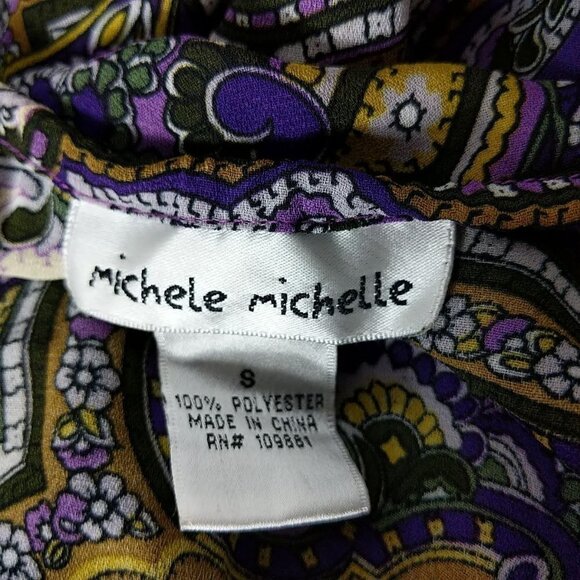 michele michelle
S
100% POLYESTER
MADE IN CHINA
RN# 109881